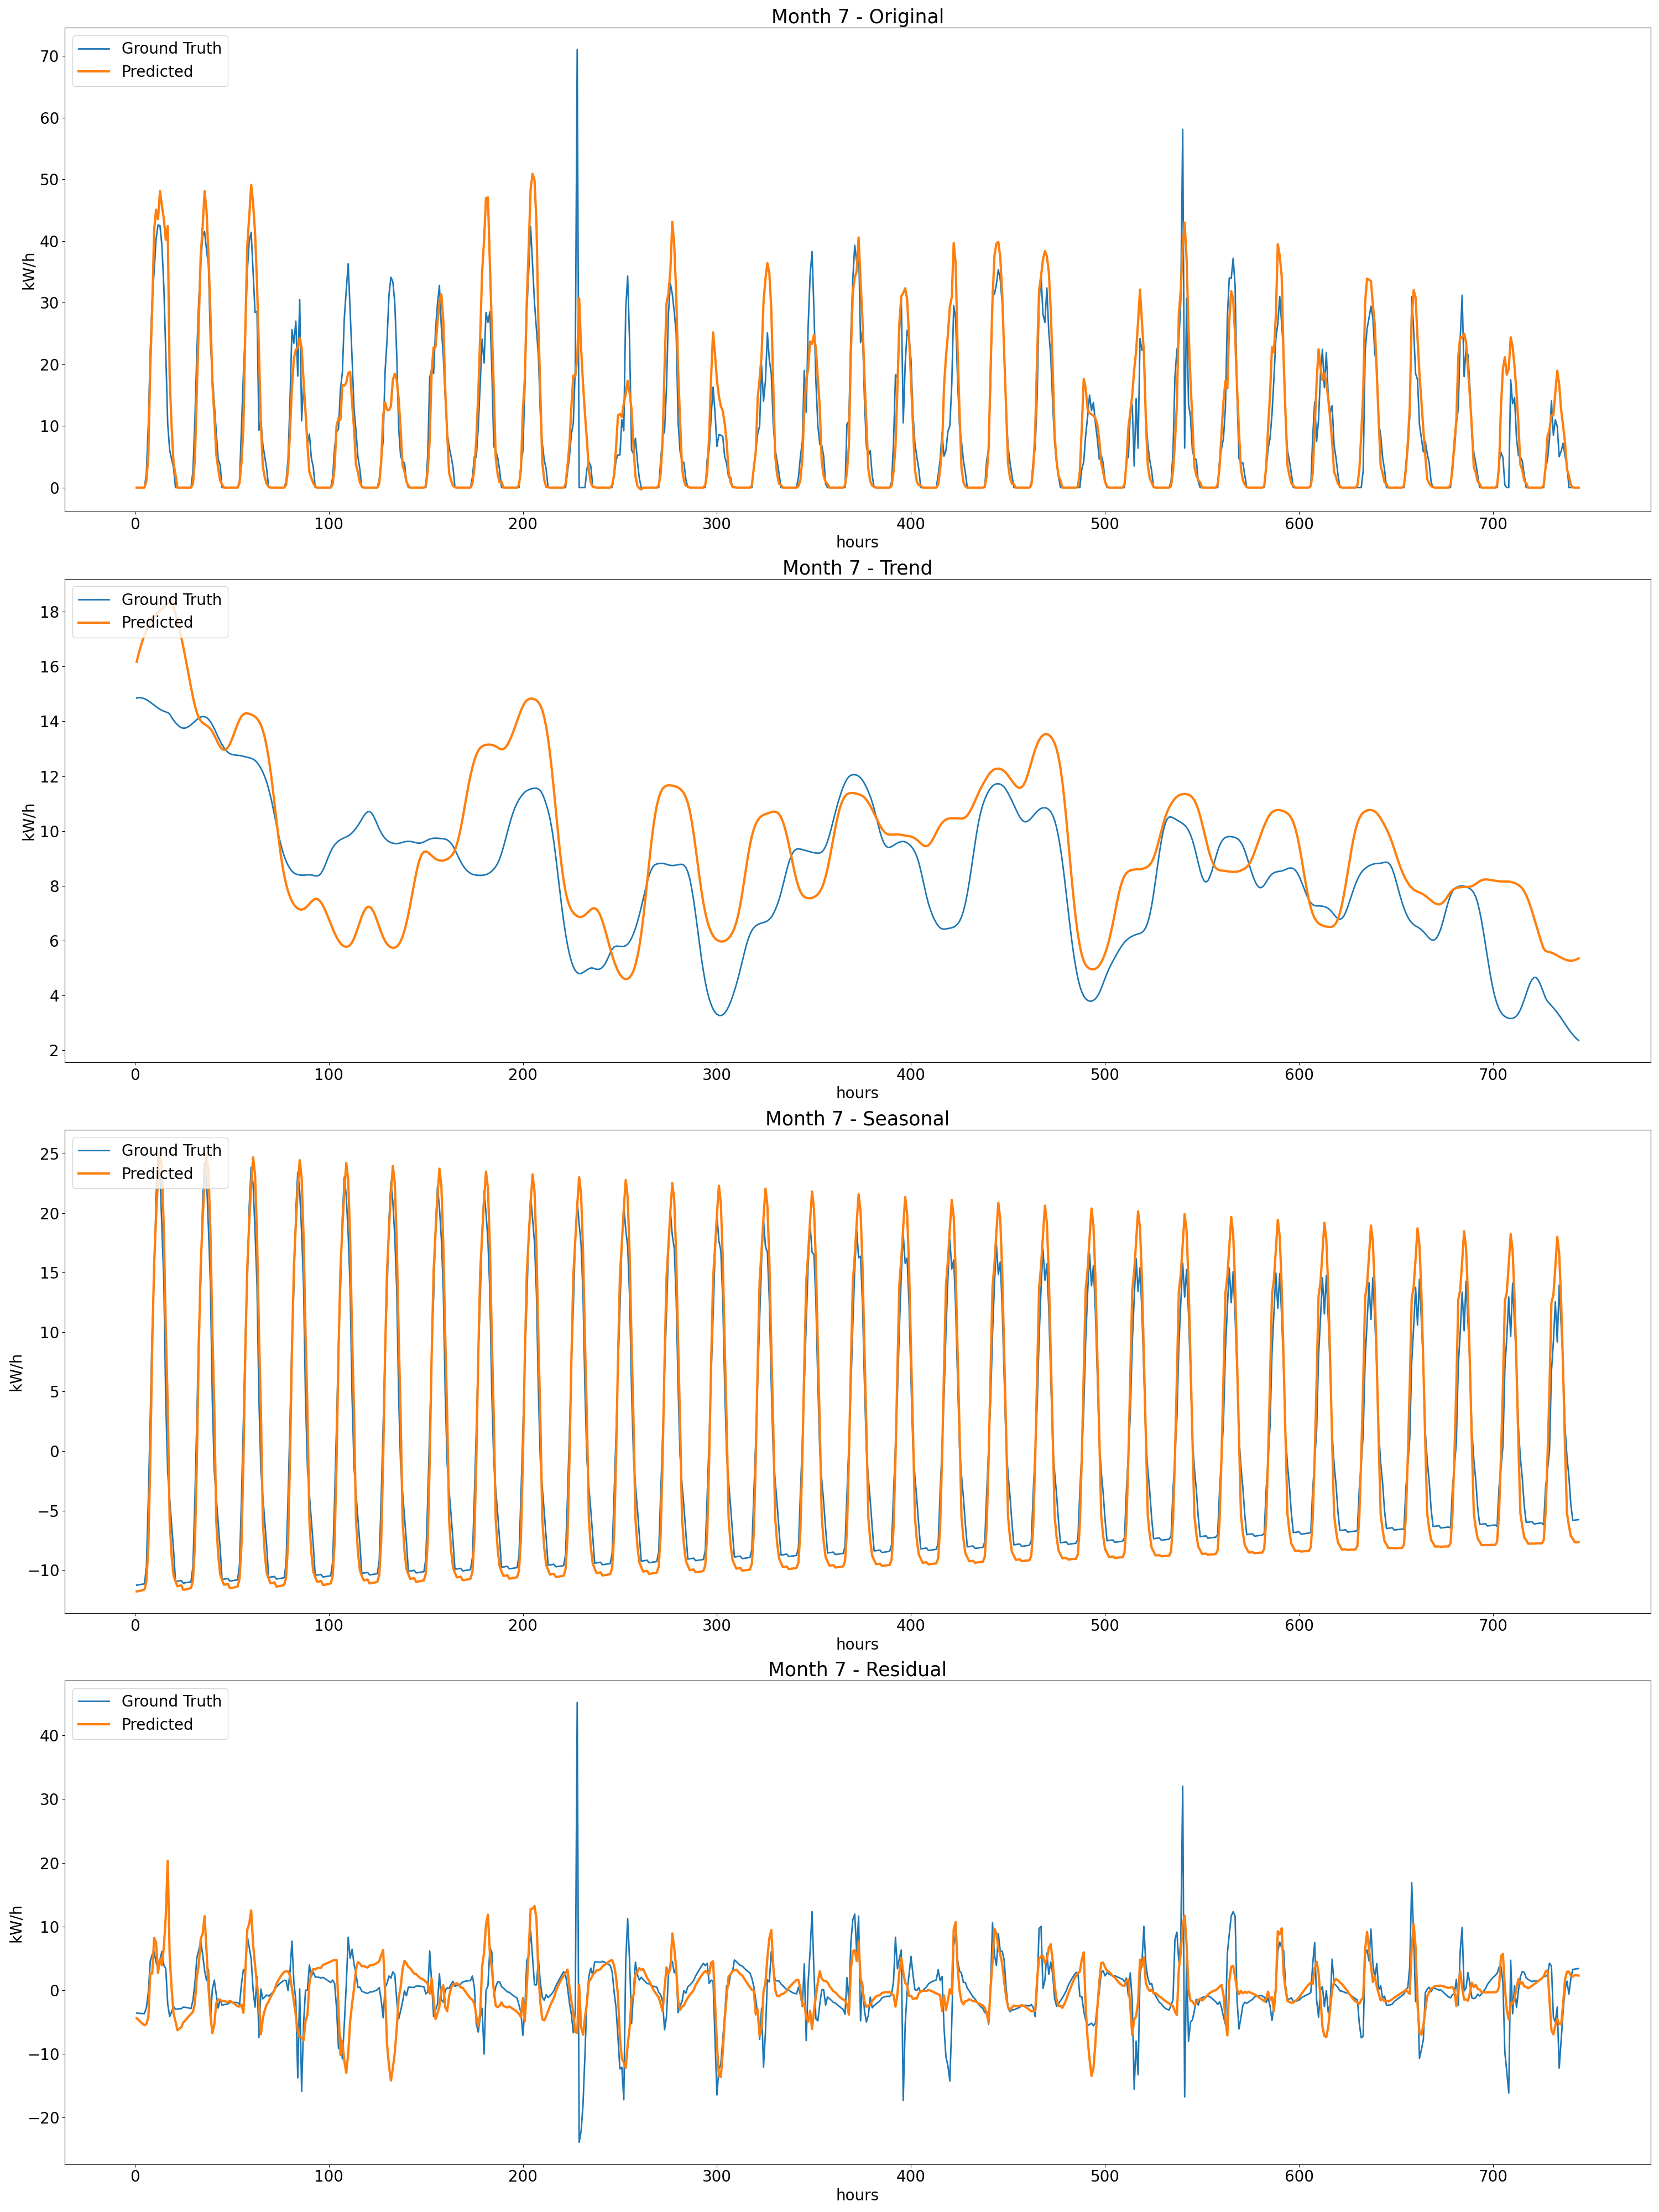 Month 7 - Original
Ground Truth
Predicted
kW/h
70
60
50
40
30
20
10
0
0 100 200 300 400 500 600 700
hours
Month 7 - Trend
Ground Truth
Predicted
kW/h
18
16
14
12
10
8
6
4
2
0 100 200 300 400 500 600 700
hours
Month 7 - Seasonal
Ground Truth
Predicted
kW/h
25
20
15
10
5
0
−5
−10
0 100 200 300 400 500 600 700
hours
Month 7 - Residual
Ground Truth
Predicted
kW/h
40
30
20
10
0
−10
−20
0 100 200 300 400 500 600 700
hours